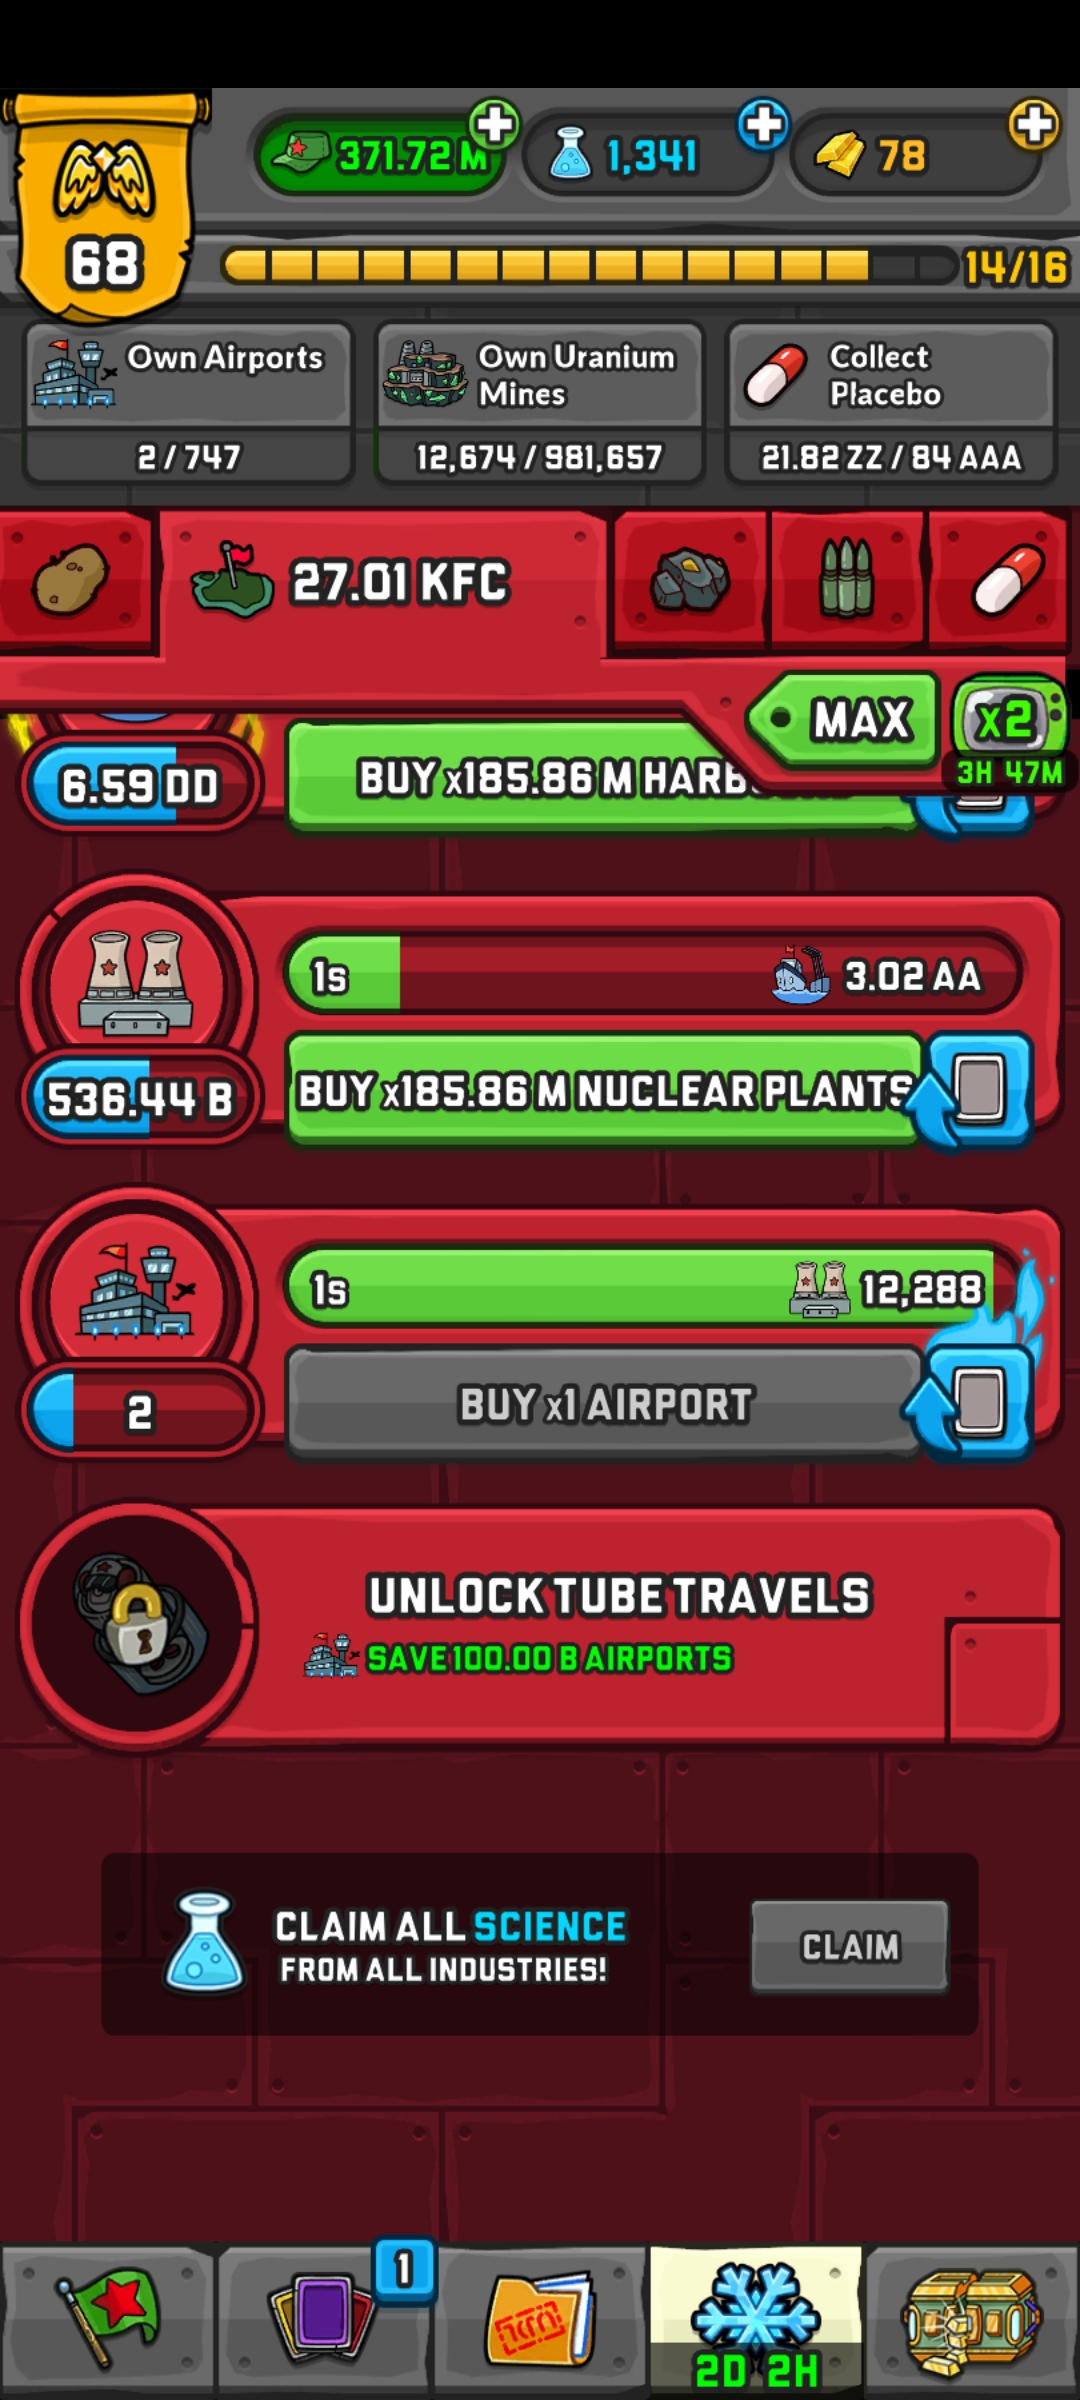 371.72 M
1,341
78
68
14/16
Own Airports
2 / 747
Own Uranium
Mines
12,674 / 981,657
Collect
Placebo
21.82 ZZ / 84 AAA
27.01 KFC
MAX
x2
3H 47M
6.59 DD
BUY x185.86 M
1s
3.02 AA
536.44 B
BUY x185.86 M NUCLEAR PLANTS
1s
12,288
2
BUY x1 AIRPORT
UNLOCK TUBE TRAVELS
SAVE 100.00 B AIRPORTS
CLAIM ALL SCIENCE
FROM ALL INDUSTRIES!
CLAIM
1
2D 2H